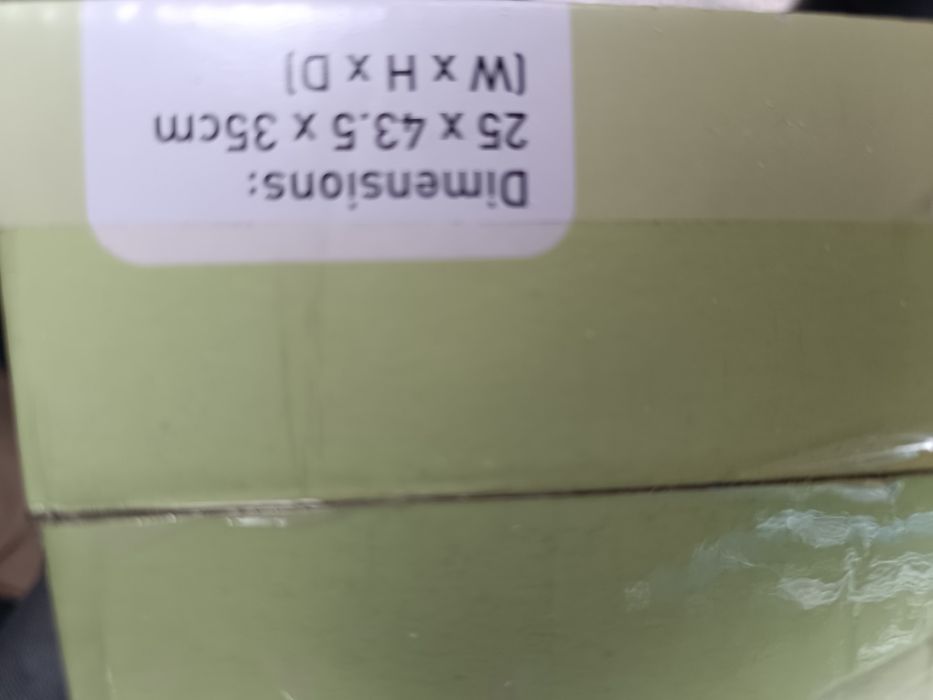 Dimensions:
25 x 43.5 x 35cm
(W x H x D)